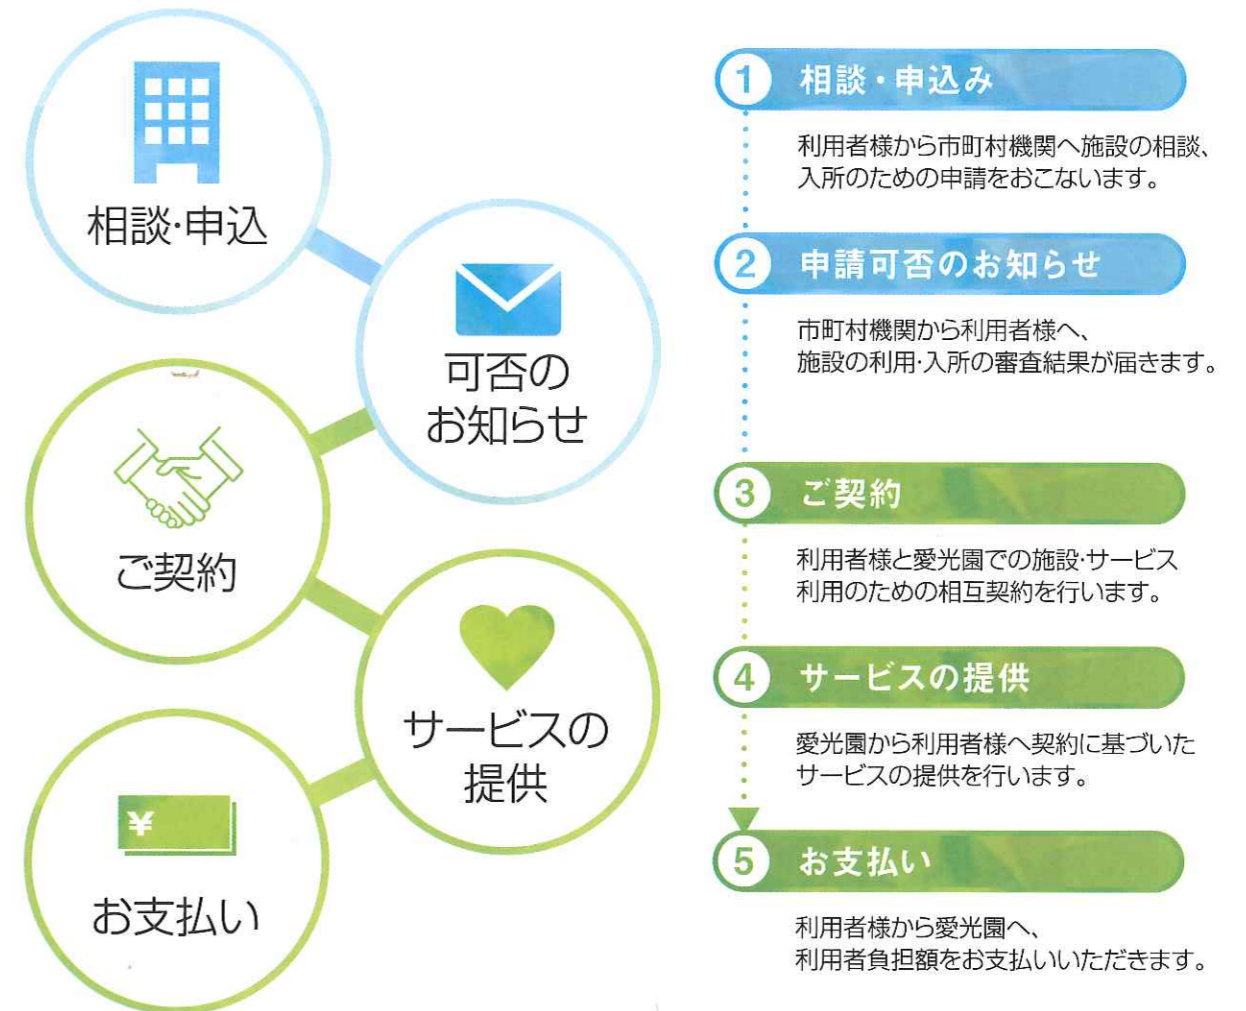 相談・申込
可否の
お知らせ
ご契約
サービスの
提供
¥
お支払い
1 相談・申込み
利用者様から市町村機関へ施設の相談、
入所のための申請をおこないます。
2 申請可否のお知らせ
市町村機関から利用者様へ、
施設の利用・入所の審査結果が届きます。
3 ご契約
利用者様と愛光園での施設・サービス
利用のための相互契約を行います。
4 サービスの提供
愛光園から利用者様へ契約に基づいた
サービスの提供を行います。
5 お支払い
利用者様から愛光園へ、
利用者負担額をお支払いいただきます。